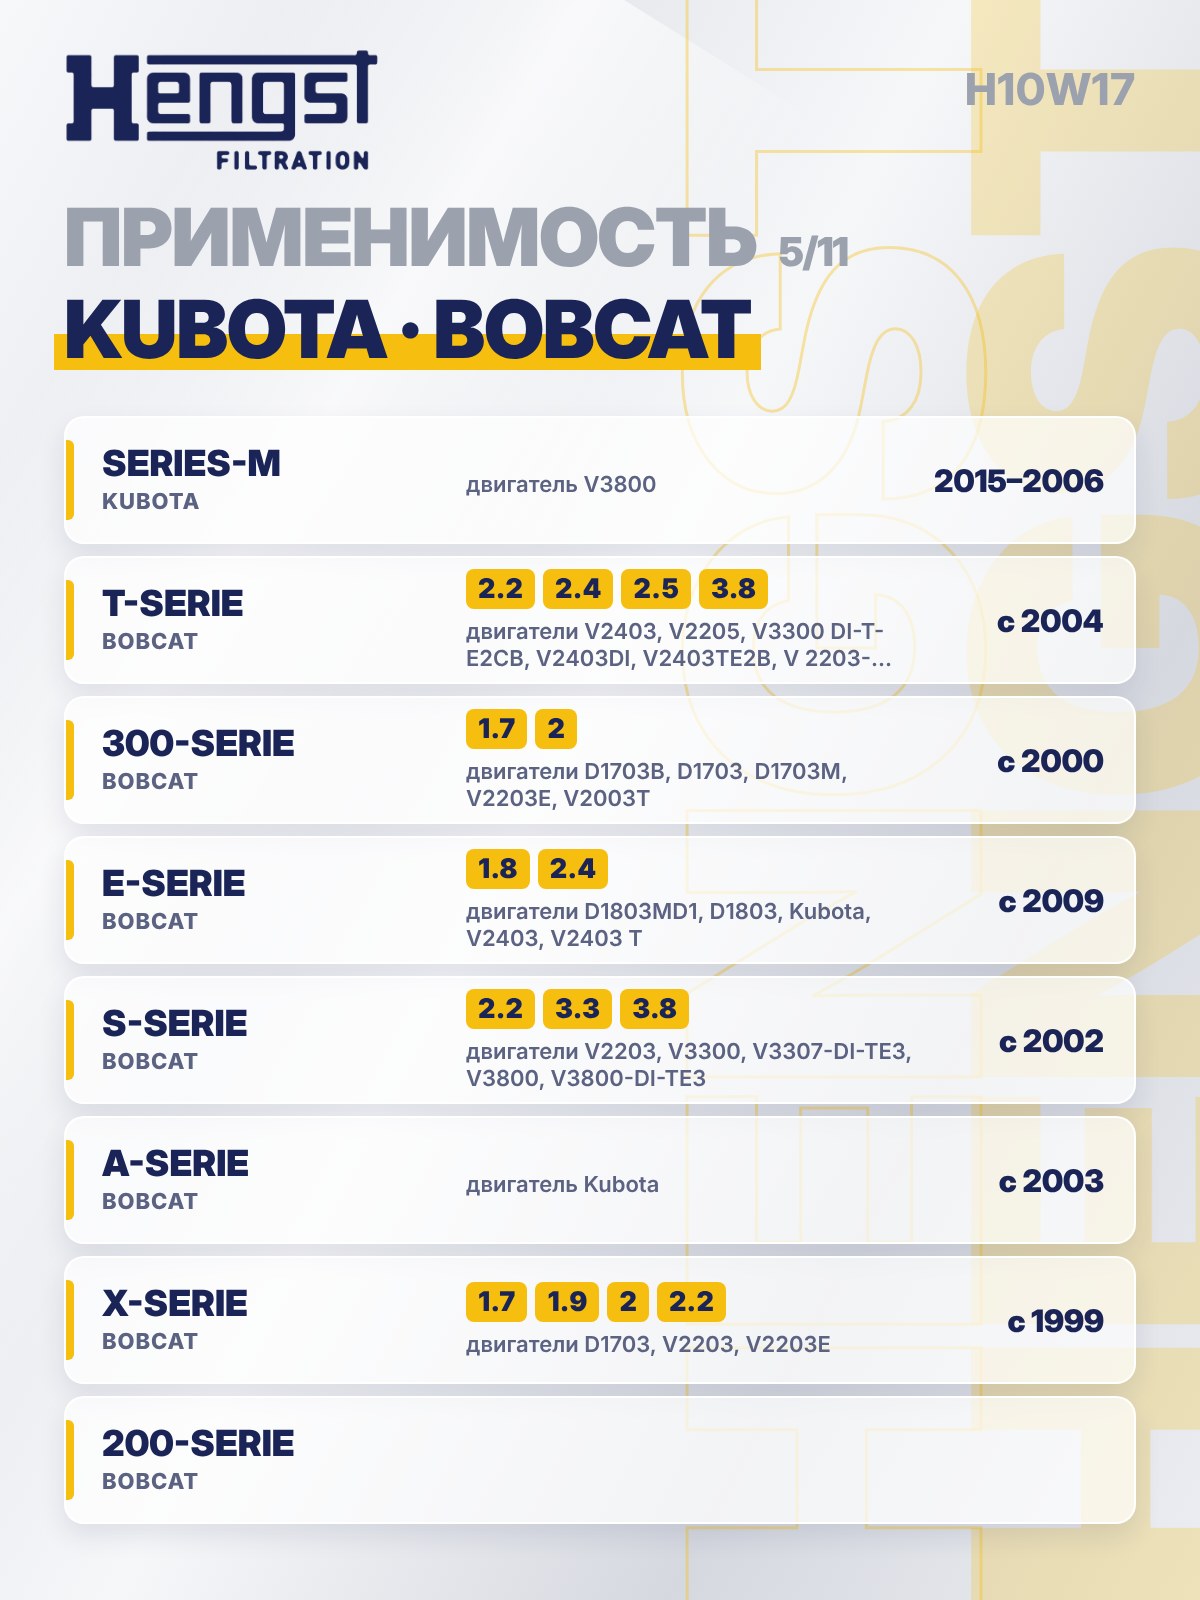 Hengst
FILTRATION
H10W17
ПРИМЕНИМОСТЬ 5/11
KUBOTA · BOBCAT
SERIES-M
KUBOTA
двигатель V3800
2015–2006
T-SERIE
BOBCAT
2.2 2.4 2.5 3.8
двигатели V2403, V2205, V3300 DI-T-
E2CB, V2403DI, V2403TE2B, V 2203-...
с 2004
300-SERIE
BOBCAT
1.7 2
двигатели D1703B, D1703, D1703M,
V2203E, V2003T
с 2000
E-SERIE
BOBCAT
1.8 2.4
двигатели D1803MD1, D1803, Kubota,
V2403, V2403 T
с 2009
S-SERIE
BOBCAT
2.2 3.3 3.8
двигатели V2203, V3300, V3307-DI-TE3,
V3800, V3800-DI-TE3
с 2002
A-SERIE
BOBCAT
двигатель Kubota
с 2003
X-SERIE
BOBCAT
1.7 1.9 2 2.2
двигатели D1703, V2203, V2203E
с 1999
200-SERIE
BOBCAT
HENGST
HENGST